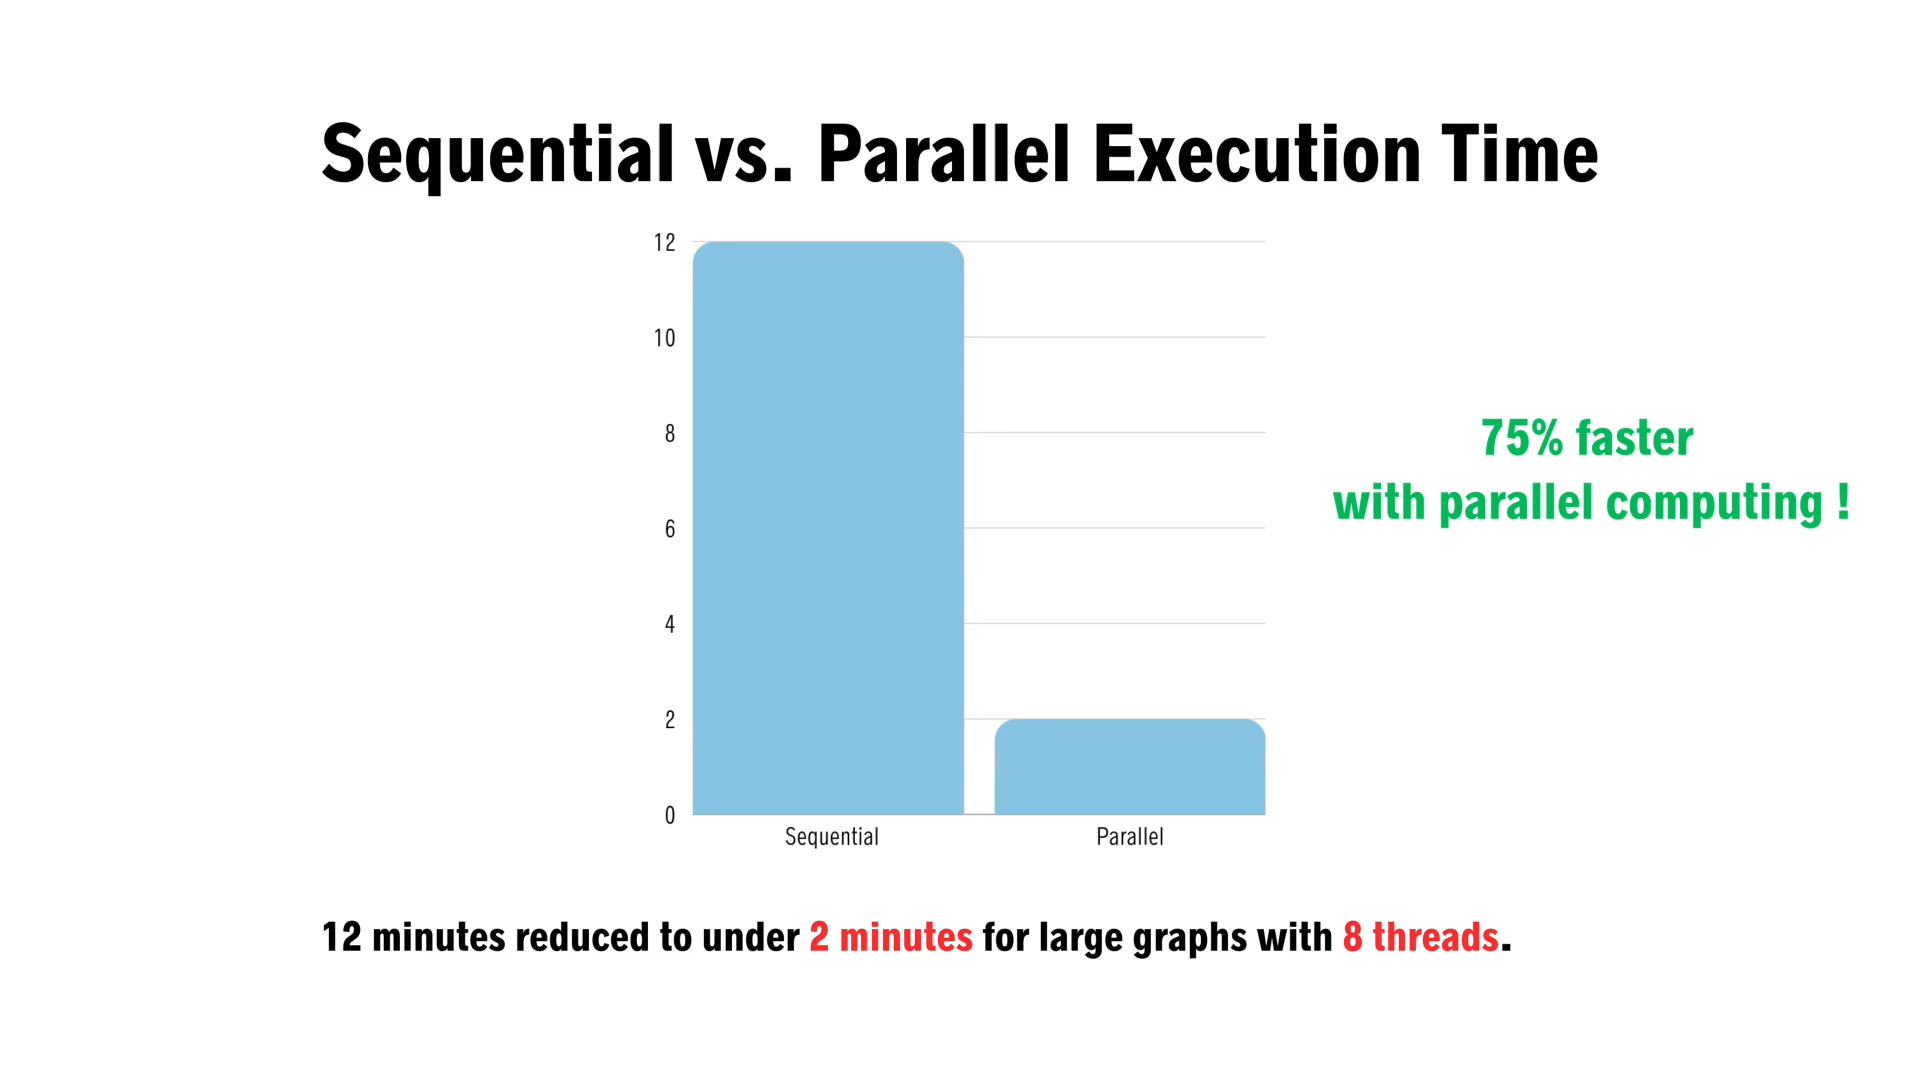 Sequential vs. Parallel Execution Time
12
10
8
6
4
2
0
Sequential
Parallel
75% faster
with parallel computing !
12 minutes reduced to under 2 minutes for large graphs with 8 threads.